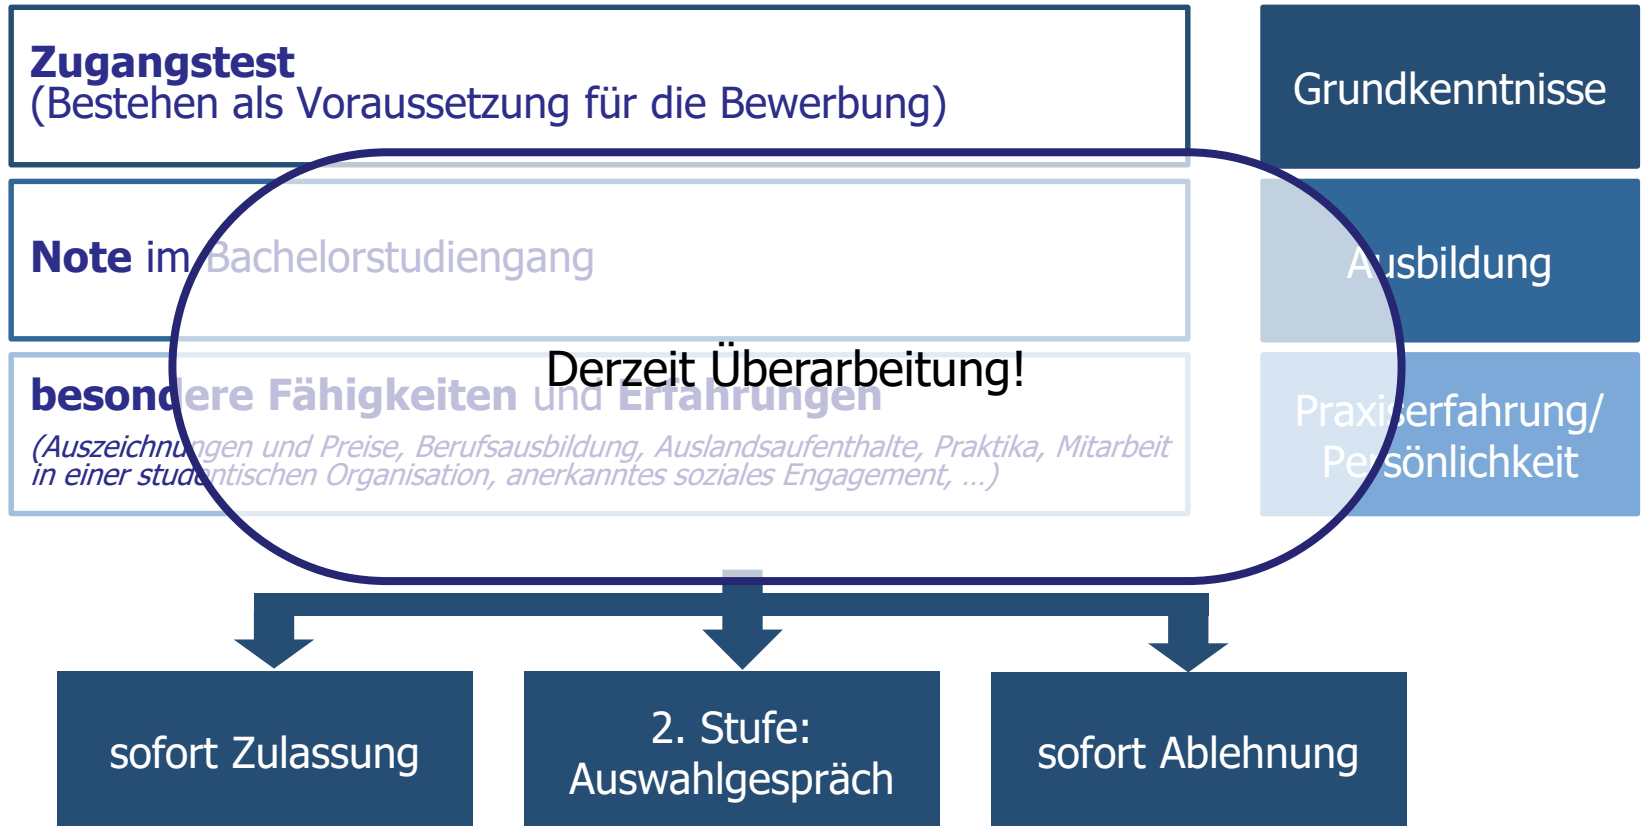 Zugangstest
(Bestehen als Voraussetzung für die Bewerbung)
Grundkenntnisse
Note im Bachelorstudiengang
Ausbildung
Derzeit Überarbeitung!
besondere Fähigkeiten und Erfahrungen
(Auszeichnungen und Preise, Berufsausbildung, Auslandsaufenthalte, Praktika, Mitarbeit
in einer studentischen Organisation, anerkanntes soziales Engagement, …)
Praxiserfahrung/
Persönlichkeit
sofort Zulassung
2. Stufe:
Auswahlgespräch
sofort Ablehnung